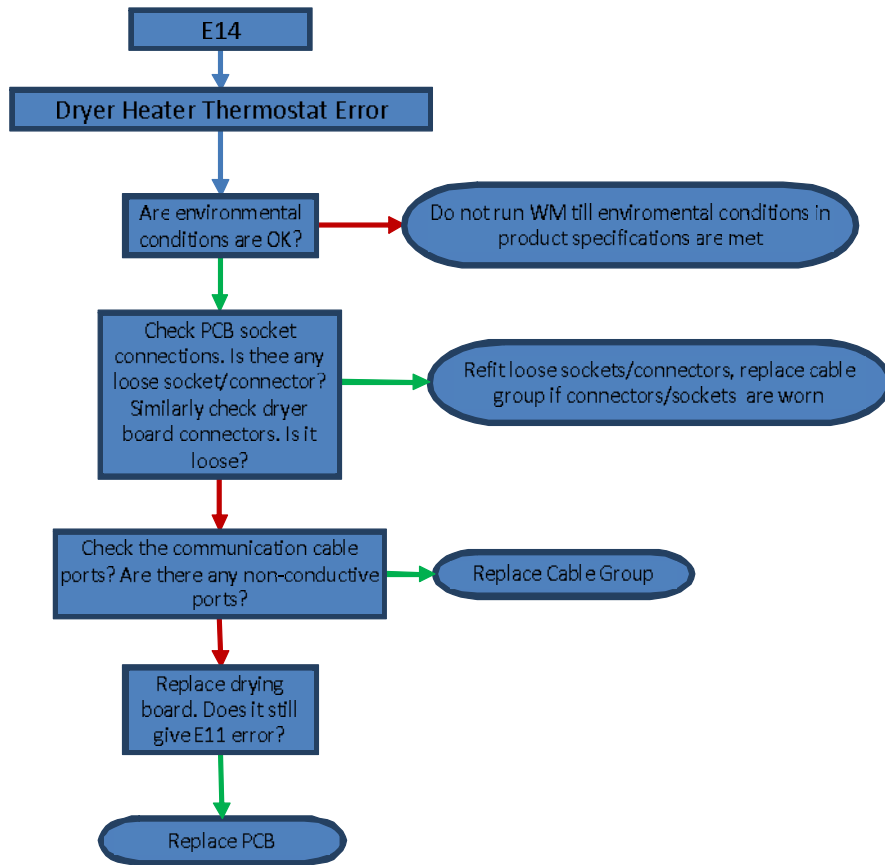 E14
Dryer Heater Thermostat Error
Are environmental
conditions are OK?
Do not run WM till enviromental conditions in
product specifications are met
Check PCB socket
connections. Is thee any
loose socket/connector?
Similarly check dryer
board connectors. Is it
loose?
Refit loose sockets/connectors, replace cable
group if connectors/sockets are worn
Check the communication cable
ports? Are there any non-conductive
ports?
Replace Cable Group
Replace drying
board. Does it still
give E11 error?
Replace PCB